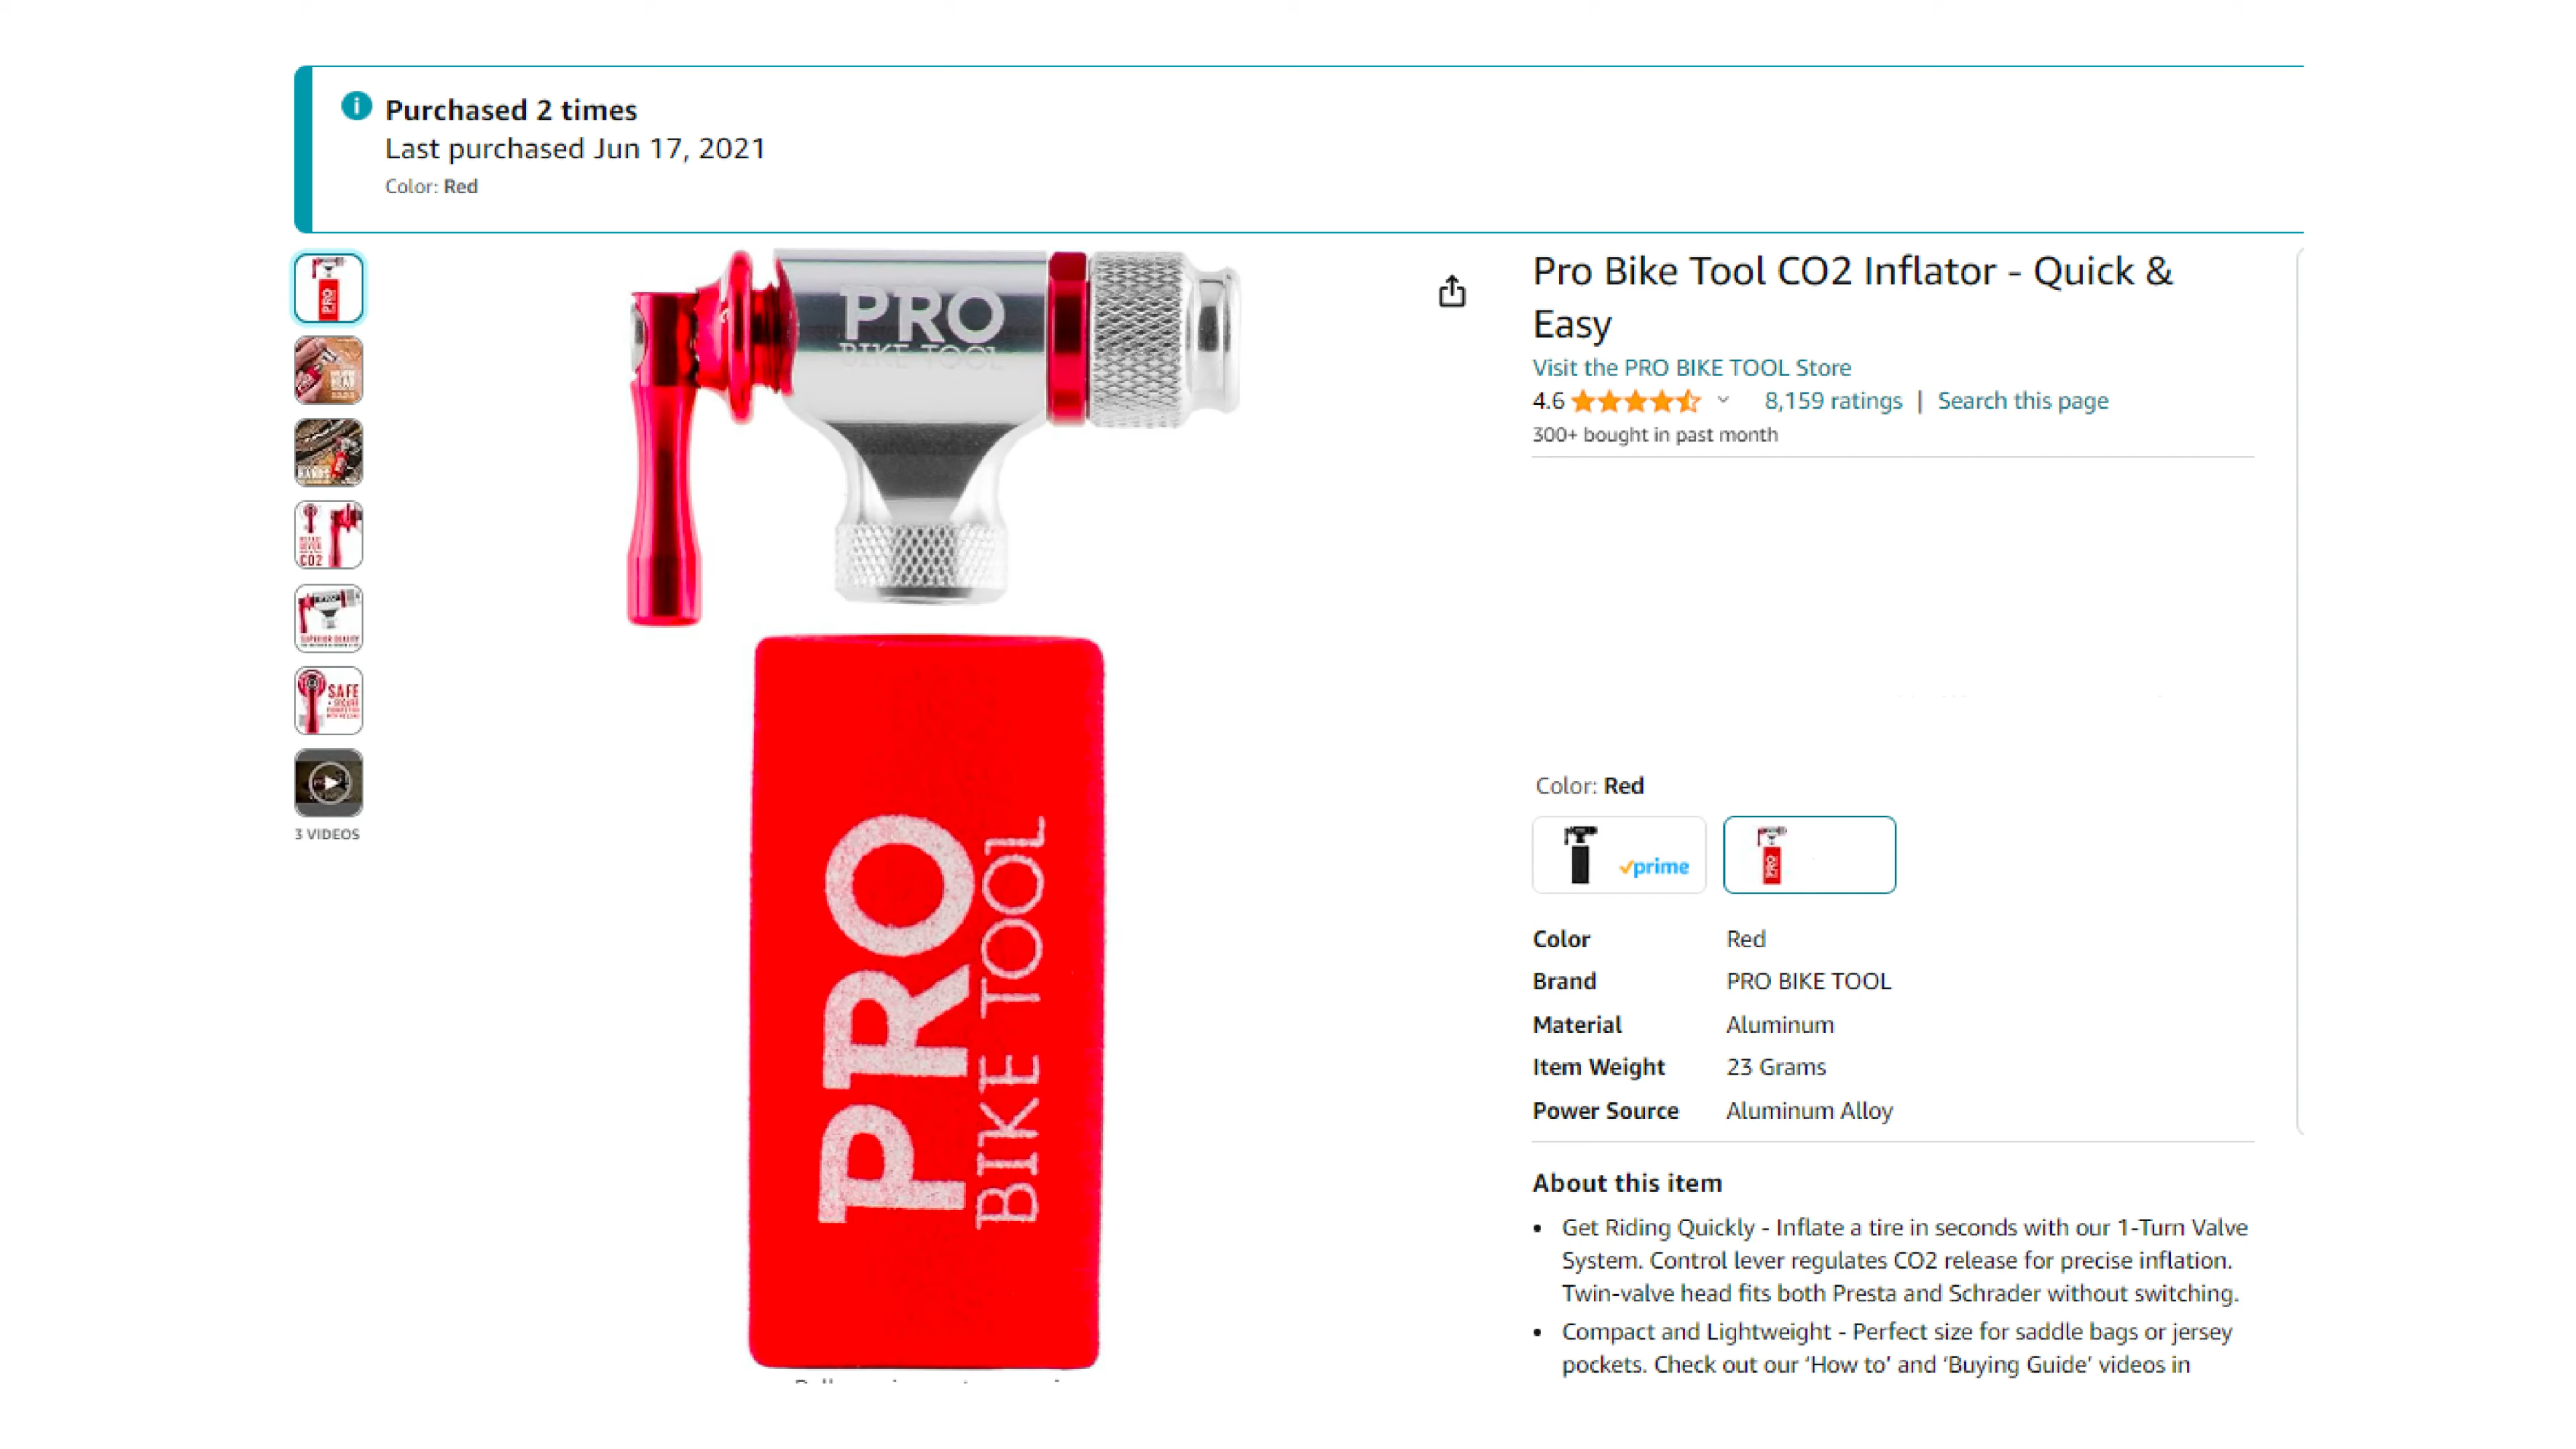 Purchased 2 times
Last purchased Jun 17, 2021
Color: Red
PRO
BIKE TOOL
PRO
BIKE TOOL
3 VIDEOS
Pro Bike Tool CO2 Inflator - Quick &
Easy
Visit the PRO BIKE TOOL Store
4.6 8,159 ratings | Search this page
300+ bought in past month
Color: Red
prime
PRO
Color Red
Brand PRO BIKE TOOL
Material Aluminum
Item Weight 23 Grams
Power Source Aluminum Alloy
About this item
• Get Riding Quickly - Inflate a tire in seconds with our 1-Turn Valve
System. Control lever regulates CO2 release for precise inflation.
Twin-valve head fits both Presta and Schrader without switching.
• Compact and Lightweight - Perfect size for saddle bags or jersey
pockets. Check out our ‘How to’ and ‘Buying Guide’ videos in